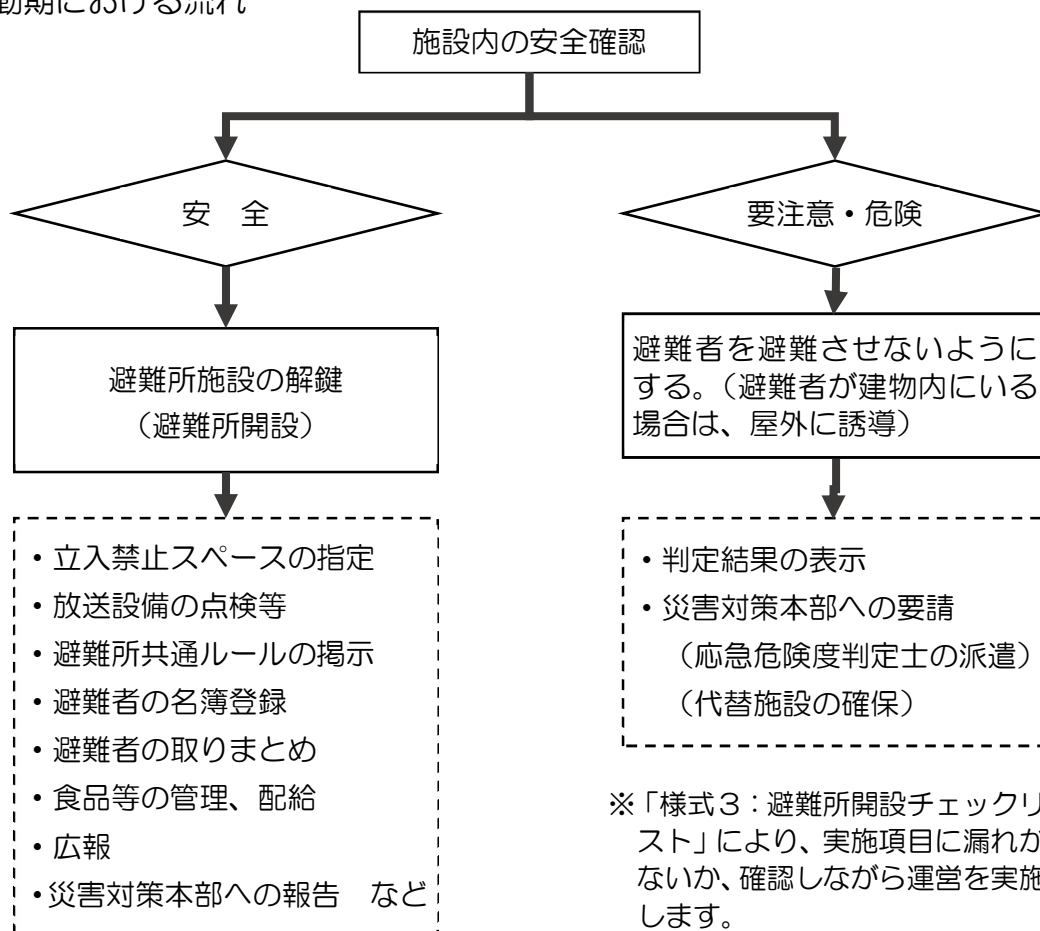 動期における流れ
施設内の安全確認
安　全
避難所施設の解鍵
（避難所開設）
・立入禁止スペースの指定
・放送設備の点検等
・避難所共通ルールの掲示
・避難者の名簿登録
・避難者の取りまとめ
・食品等の管理、配給
・広報
・災害対策本部への報告　など
要注意・危険
避難者を避難させないように
する。（避難者が建物内にいる
場合は、屋外に誘導）
・判定結果の表示
・災害対策本部への要請
（応急危険度判定士の派遣）
（代替施設の確保）
※「様式３：避難所開設チェックリ
スト」により、実施項目に漏れが
ないか、確認しながら運営を実施
します。